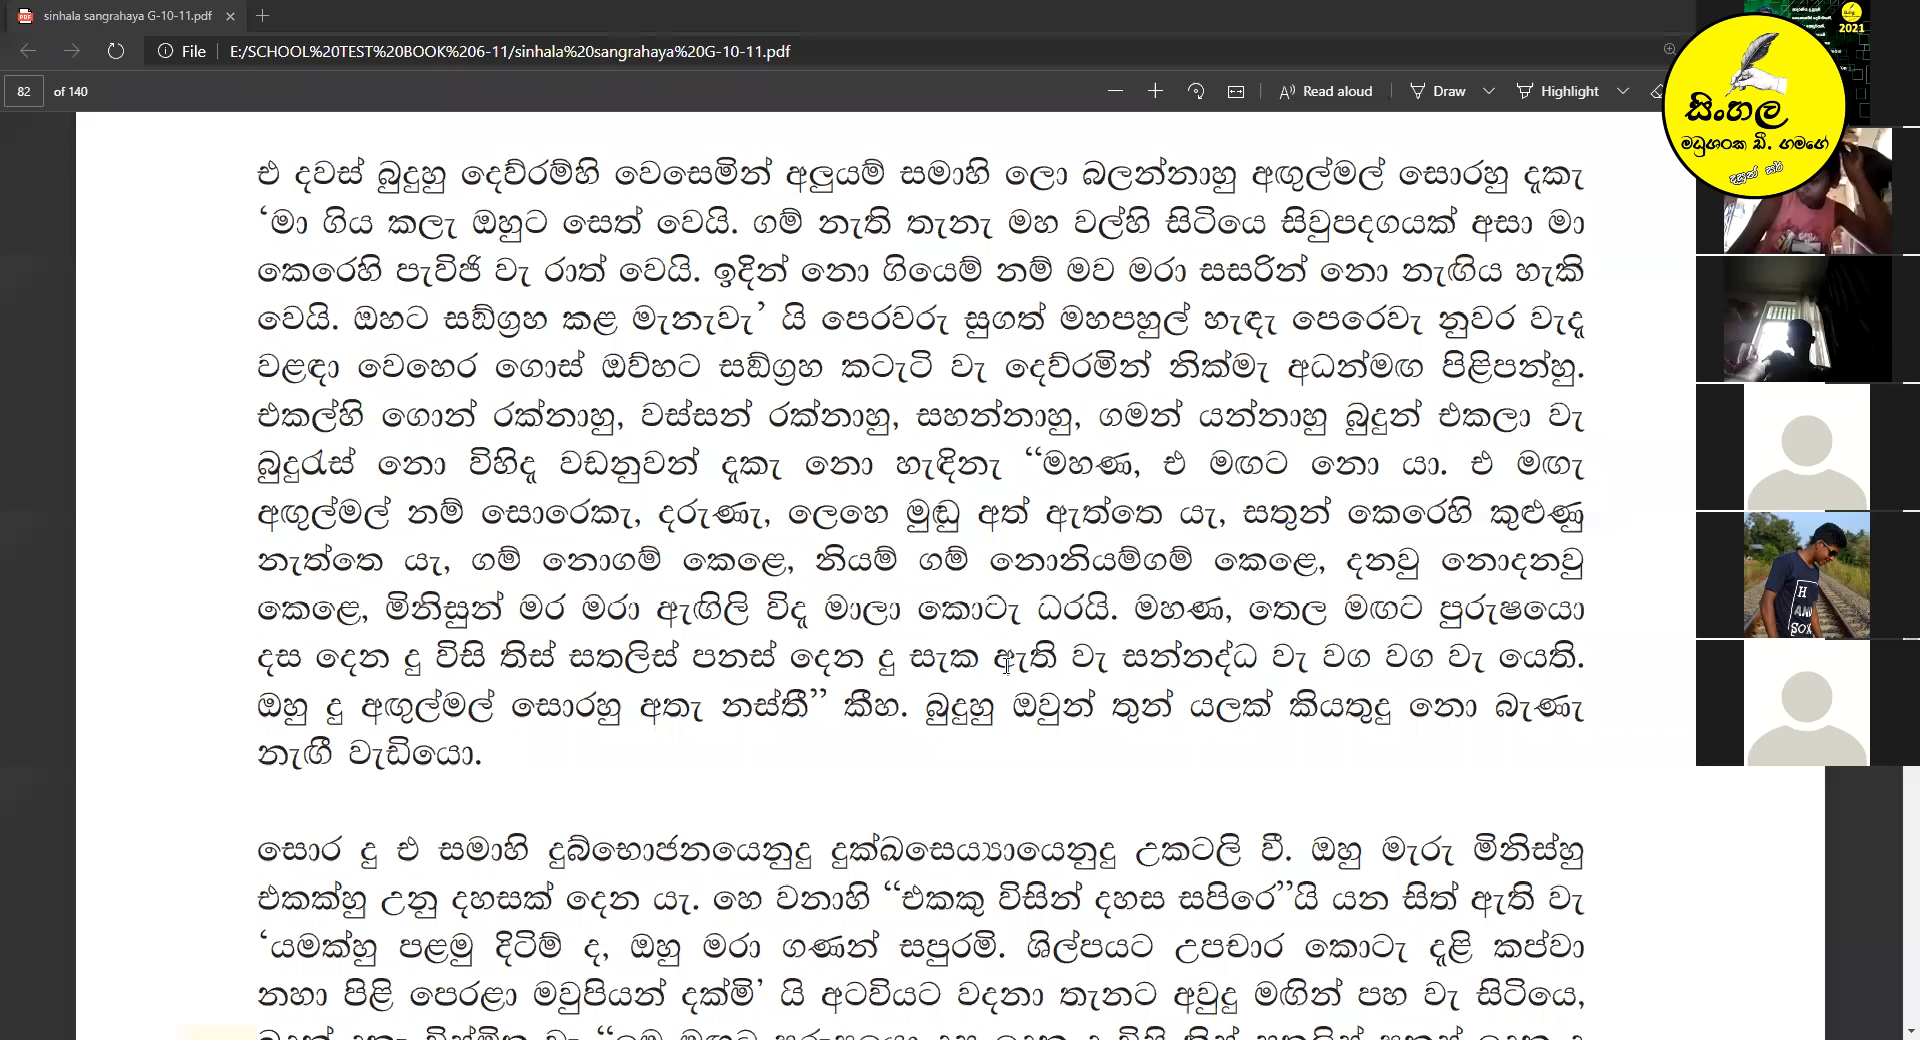 sinhala sangrahaya G-10-11.pdf
File
E:/SCHOOL%20TEST%20BOOK%206-11/sinhala%20sangrahaya%20G-10-11.pdf
82 of 140
Read aloud
Draw
Highlight
2021
සිංහල
මධුශංක ඩී. ගමගේ
දසුන් සර්
එ දවස් බුදුහු දෙව්රම්හි වෙසෙමින් අලුයම් සමාහි ලො බලන්නාහු අඟුල්මල් සොරහු දැක
‘මා ගිය කලැ ඔහුට සෙත් වෙයි. ගම් නැති තැනැ මහ වල්හි සිටියෙ සිවුපදගයක් අසා මා
කෙරෙහි පැවිජි වැ රාත් වෙයි. ඉදින් නො ගියෙම් නම් මව මරා සසරින් නො නැඟිය හැකි
වෙයි. ඔහට සඞ්ග්‍රහ කළ මැනැවැ’ යි පෙරවරු සුගත් මහපහුල් හැඳැ පෙරෙවැ නුවර වැදැ
වළඳා වෙහෙර ගොස් ඔව්හට සඞ්ග්‍රහ කටැටි වැ දෙව්රමින් නික්මැ අධන්මඟ පිළිපන්හු.
එකල්හි ගොන් රක්නාහු, වස්සන් රක්නාහු, සහන්නාහු, ගමන් යන්නාහු බුදුන් එකලා වැ
බුදුරැස් නො විහිදැ වඩනුවන් දැකැ නො හැඳිනැ “මහණ, එ මඟට නො යා. එ මඟැ
අඟුල්මල් නම් සොරෙකැ, දරුණැ, ලෙහෙ මුඬු අත් ඇත්තෙ යැ, සතුන් කෙරෙහි කුළුණු
නැත්තෙ යැ, ගම් නොගම් කෙළෙ, නියම් ගම් නොනියම්ගම් කෙළෙ, දනවු නොදනවු
කෙළෙ, මිනිසුන් මර මරා ඇඟිලි විදැ මාලා කොටැ ධරයි. මහණ, තෙල මඟට පුරුෂයො
දස දෙන දු විසි තිස් සතලිස් පනස් දෙන දු සැක ඇති වැ සන්නද්ධ වැ වග වග වැ යෙති.
ඔහු දු අඟුල්මල් සොරහු අතැ නස්තී” කීහ. බුදුහු ඔවුන් තුන් යලක් කියතුදු නො බැණැ
නැඟී වැඩියො.
සොර දු එ සමාහි දුබ්භොජනයෙනුදු දුක්ඛසෙය්‍යායෙනුදු උකටලි වී. ඔහු මැරූ මිනිස්හු
එකක්හු උනු දහසක් දෙන යැ. හෙ වනාහි “එකකු විසින් දහස සපිරෙ”යි යන සිත් ඇති වැ
‘යමක්හු පළමු දිටිම් ද, ඔහු මරා ගණන් සපුරමි. ශිල්පයට උපචාර කොටැ දැළි කප්වා
නහා පිළි පෙරළා මවුපියන් දක්මි’ යි අටවියට වදනා තැනට අවුදු මඟින් පහ වැ සිටියෙ,